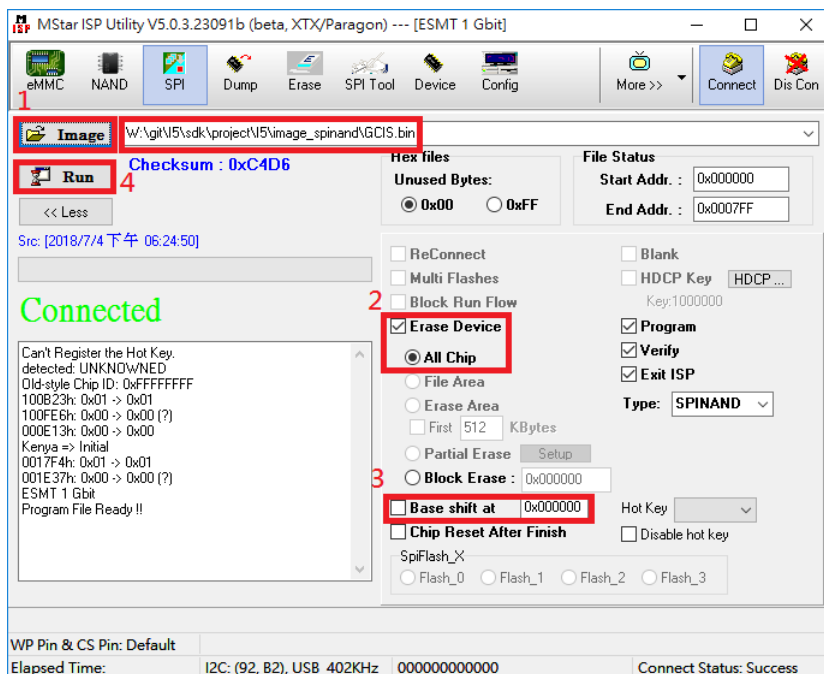 MStar ISP Utility V5.0.3.23091b (beta, XTX/Paragon) --- [ESMT 1 Gbit]
eMMC NAND SPI Dump Erase SPI Tool Device Config More >> Connect Dis Con
1
Image W:\git\I5\sdk\project\I5\image_spinand\GCIS.bin
Run 4 Checksum : 0xC4D6
<< Less
Src: [2018/7/4 下午 06:24:50]
Connected
Can't Register the Hot Key.
detected: UNKNOWNED
Old-style Chip ID: 0xFFFFFFFF
100B23h: 0x01 -> 0x01
100FE6h: 0x00 -> 0x00 (?)
000E13h: 0x00 -> 0x00
Kenya => Initial
0017F4h: 0x01 -> 0x01
001E37h: 0x00 -> 0x00 (?)
ESMT 1 Gbit
Program File Ready !!
Hex files
Unused Bytes:
0x00 0xFF
File Status
Start Addr. : 0x000000
End Addr. : 0x0007FF
ReConnect
Multi Flashes
Block Run Flow
2
Erase Device
All Chip
File Area
Erase Area
First 512 KBytes
Partial Erase Setup
Block Erase : 0x000000
3
Base shift at 0x000000
Chip Reset After Finish
Blank
HDCP Key HDCP ...
Key:1000000
Program
Verify
Exit ISP
Type: SPINAND
Hot Key
Disable hot key
SpiFlash_X
Flash_0 Flash_1 Flash_2 Flash_3
WP Pin & CS Pin: Default
Elapsed Time: I2C: (92, B2), USB 402KHz 000000000000 Connect Status: Success